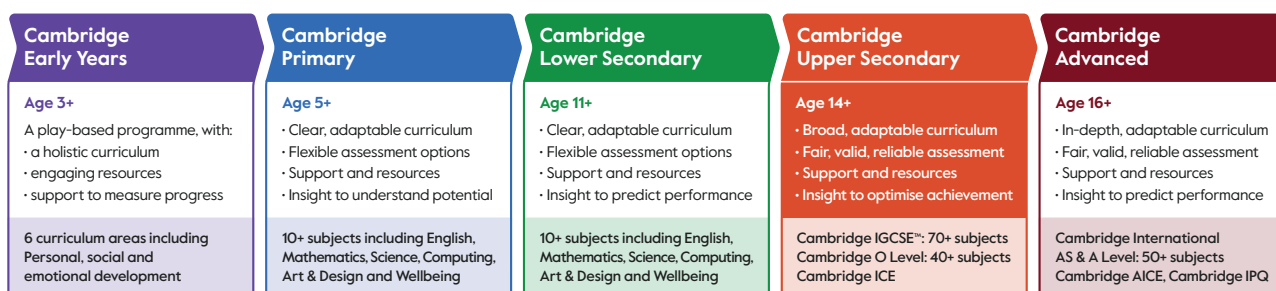 Cambridge
Early Years
Age 3+
A play-based programme, with:
· a holistic curriculum
· engaging resources
· support to measure progress
6 curriculum areas including
Personal, social and
emotional development
Cambridge
Primary
Age 5+
· Clear, adaptable curriculum
· Flexible assessment options
· Support and resources
· Insight to understand potential
10+ subjects including English,
Mathematics, Science, Computing,
Art & Design and Wellbeing
Cambridge
Lower Secondary
Age 11+
· Clear, adaptable curriculum
· Flexible assessment options
· Support and resources
· Insight to predict performance
10+ subjects including English,
Mathematics, Science, Computing,
Art & Design and Wellbeing
Cambridge
Upper Secondary
Age 14+
· Broad, adaptable curriculum
· Fair, valid, reliable assessment
· Support and resources
· Insight to optimise achievement
Cambridge IGCSE™: 70+ subjects
Cambridge O Level: 40+ subjects
Cambridge ICE
Cambridge
Advanced
Age 16+
· In-depth, adaptable curriculum
· Fair, valid, reliable assessment
· Support and resources
· Insight to predict performance
Cambridge International
AS & A Level: 50+ subjects
Cambridge AICE, Cambridge IPQ